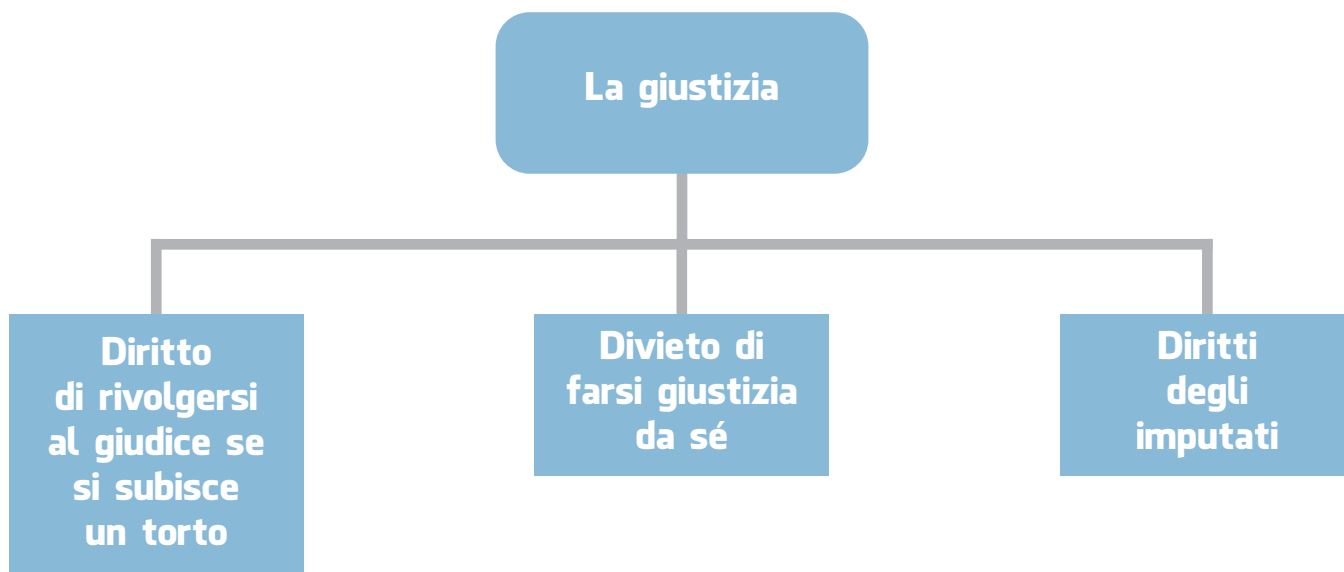 La giustizia
Diritto
di rivolgersi
al giudice se
si subisce
un torto
Divieto di
farsi giustizia
da sé
Diritti
degli
imputati